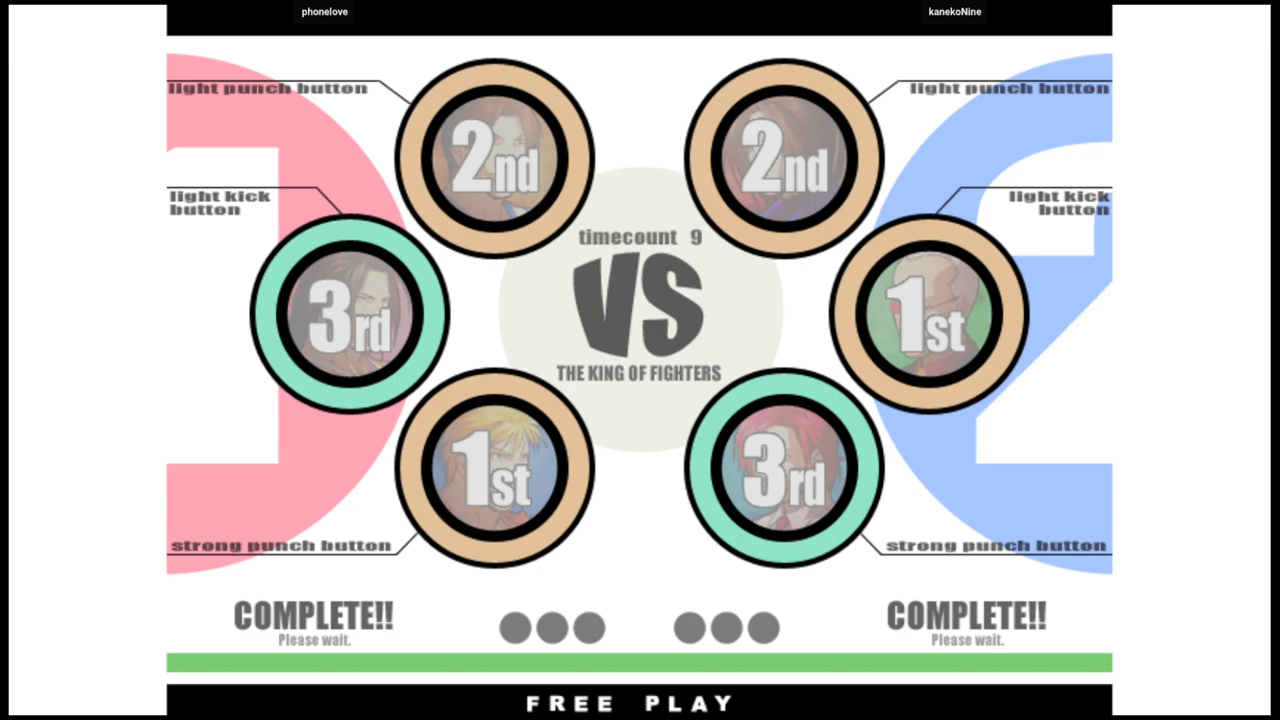 phonelove
kanekoNine
light punch button
light punch button
2nd
2nd
light kick
button
light kick
button
timecount 9
VS
THE KING OF FIGHTERS
3rd
1st
1st
3rd
strong punch button
strong punch button
COMPLETE!!
Please wait.
COMPLETE!!
Please wait.
FREE PLAY